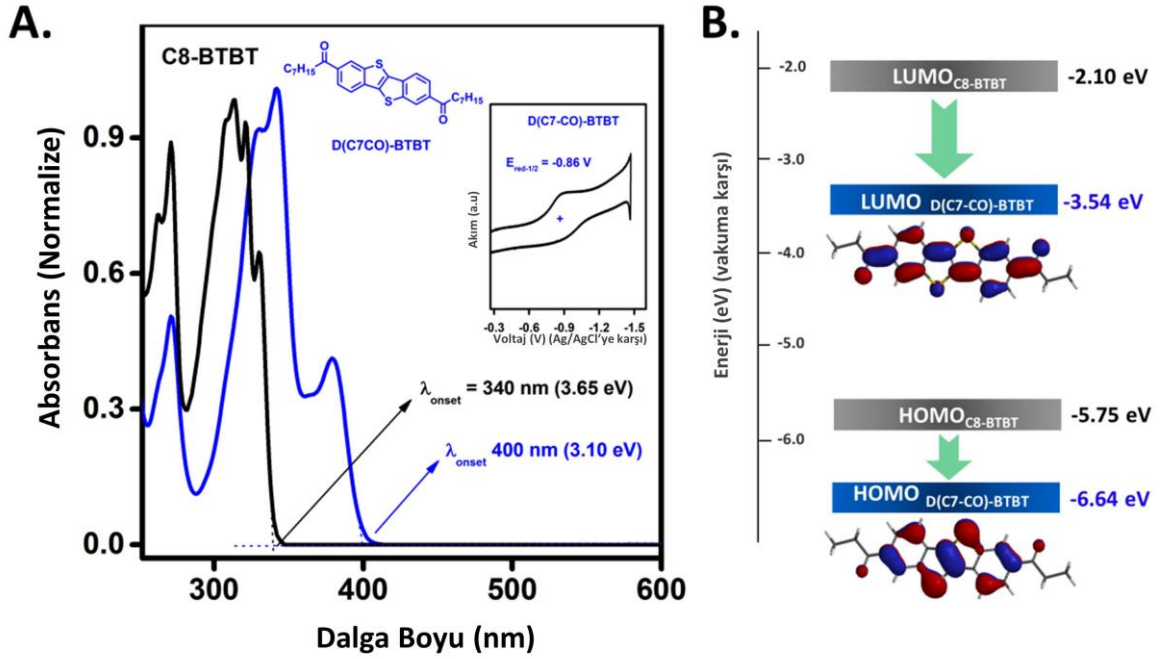 A.
C8-BTBT
O
C7H15
S
S
C7H15
O
D(C7CO)-BTBT
D(C7-CO)-BTBT
Ered-1/2 = -0.86 V
+
Akım (a.u)
-0.3 -0.6 -0.9 -1.2 -1.5
Voltaj (V) (Ag/AgCl'ye karşı)
λonset = 340 nm (3.65 eV)
λonset 400 nm (3.10 eV)
Absorbans (Normalize)
0.9
0.6
0.3
0.0
300 400 500 600
Dalga Boyu (nm)
B.
Enerji (eV) (vakuma karşı)
-2.0
-3.0
-4.0
-5.0
-6.0
LUMOC8-BTBT -2.10 eV
LUMO D(C7-CO)-BTBT -3.54 eV
HOMOC8-BTBT -5.75 eV
HOMO D(C7-CO)-BTBT -6.64 eV